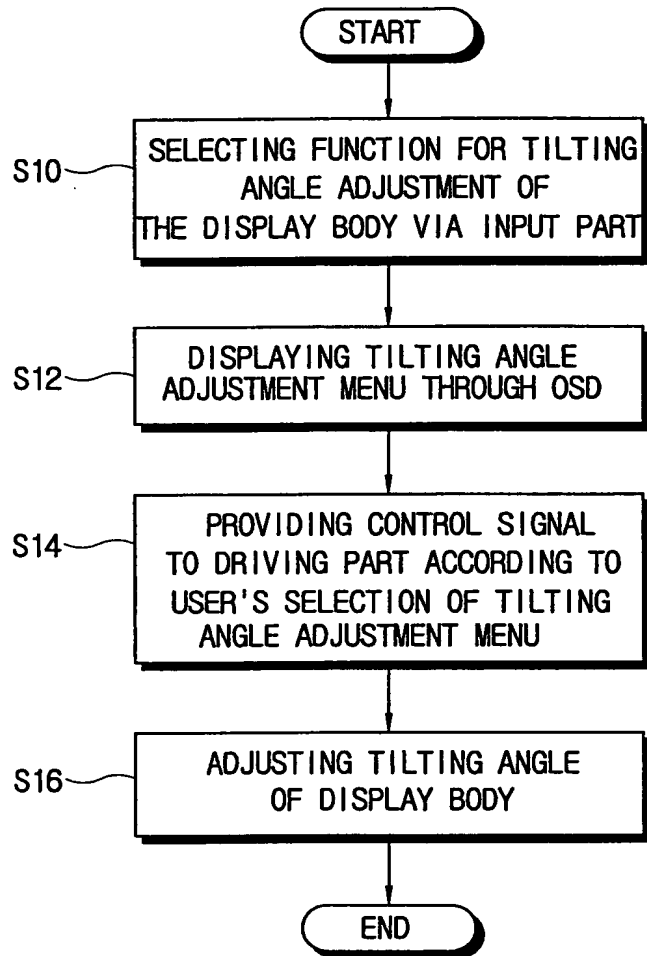 START
S10
SELECTING FUNCTION FOR TILTING
ANGLE ADJUSTMENT OF
THE DISPLAY BODY VIA INPUT PART
S12
DISPLAYING TILTING ANGLE
ADJUSTMENT MENU THROUGH OSD
S14
PROVIDING CONTROL SIGNAL
TO DRIVING PART ACCORDING TO
USER'S SELECTION OF TILTING
ANGLE ADJUSTMENT MENU
S16
ADJUSTING TILTING ANGLE
OF DISPLAY BODY
END